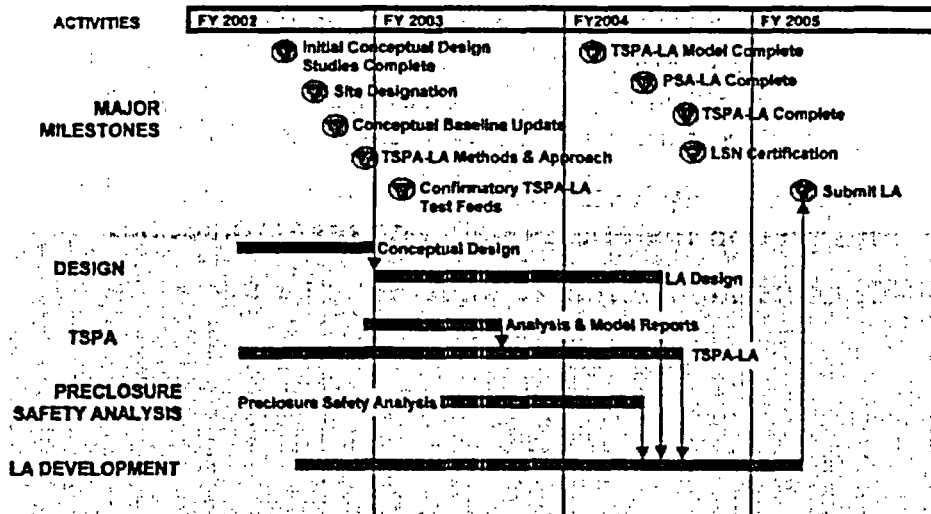 ACTIVITIES FY 2002 FY 2003 FY2004 FY 2005
MAJOR
MILESTONES
Initial Conceptual Design
Studies Complete
Site Designation
Conceptual Baseline Update
TSPA-LA Methods & Approach
Confirmatory TSPA-LA
Test Feeds
TSPA-LA Model Complete
PSA-LA Complete
TSPA-LA Complete
LSN Certification
Submit LA
DESIGN
Conceptual Design
LA Design
TSPA
Analysis & Model Reports
TSPA-LA
PRECLOSURE
SAFETY ANALYSIS
Preclosure Safety Analysis
LA DEVELOPMENT